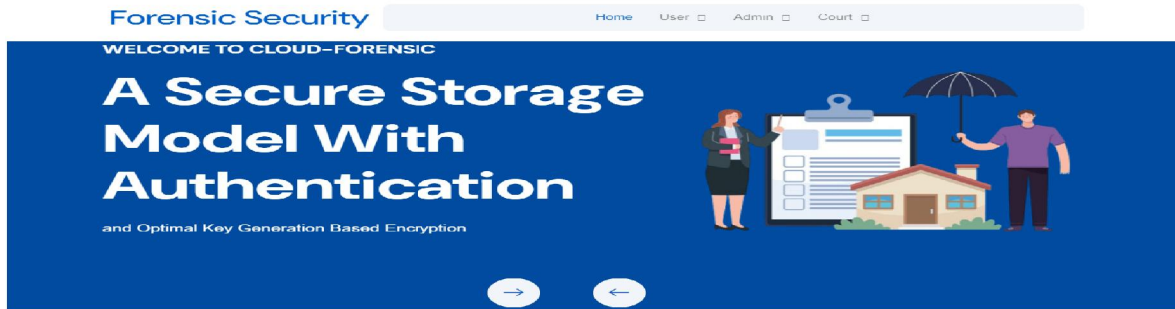 Forensic Security
Home User □ Admin □ Court □
WELCOME TO CLOUD-FORENSIC
A Secure Storage
Model With
Authentication
and Optimal Key Generation Based Encryption